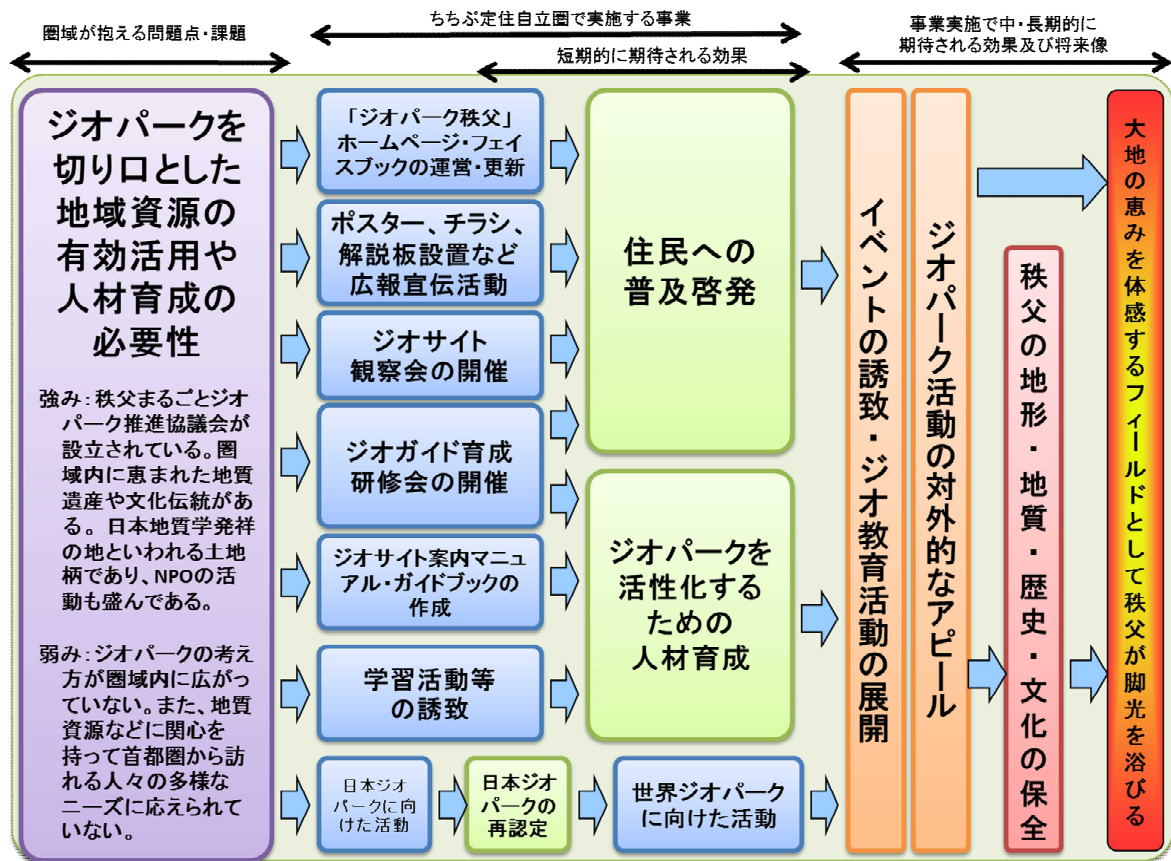 圏域が抱える問題点・課題
ちちぶ定住自立圏で実施する事業
短期的に期待される効果
事業実施で中・長期的に
期待される効果及び将来像
ジオパークを
切り口とした
地域資源の
有効活用や
人材育成の
必要性
強み：秩父まるごとジオ
パーク推進協議会が
設立されている。圏
域内に恵まれた地質
遺産や文化伝統があ
る。日本地質学発祥
の地といわれる土地
柄であり、NPOの活
動も盛んである。
弱み：ジオパークの考え
方が圏域内に広がっ
ていない。また、地質
資源などに関心を
持って首都圏から訪
れる人々の多様な
ニーズに応えられて
いない。
「ジオパーク秩父」
ホームページ・フェイ
スブックの運営・更新
ポスター、チラシ、
解説板設置など
広報宣伝活動
ジオサイト
観察会の開催
ジオガイド育成
研修会の開催
ジオサイト案内マニュ
アル・ガイドブックの
作成
学習活動等
の誘致
日本ジオ
パークに向
けた活動
日本ジオ
パークの
再認定
世界ジオパーク
に向けた活動
住民への
普及啓発
ジオパークを
活性化する
ための
人材育成
イベントの誘致・ジオ教育活動の展開
ジオパーク活動の対外的なアピール
秩父の地形・地質・歴史・文化の保全
大地の恵みを体感するフィールドとして秩父が脚光を浴びる